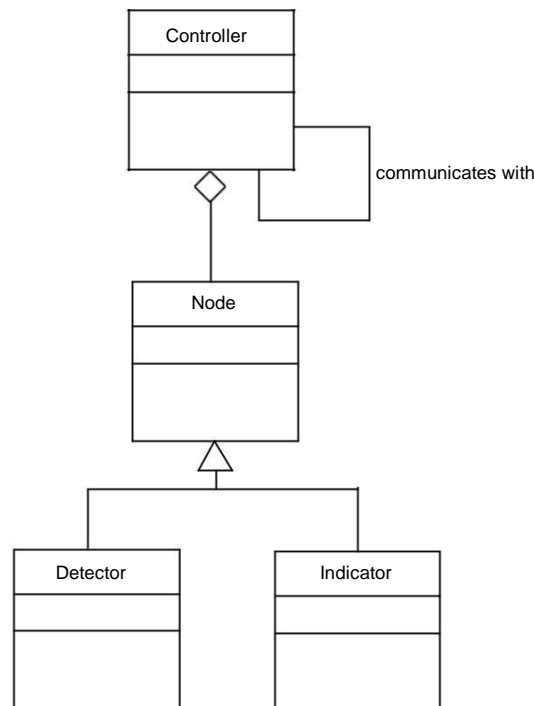 Controller
communicates with
Node
Detector
Indicator